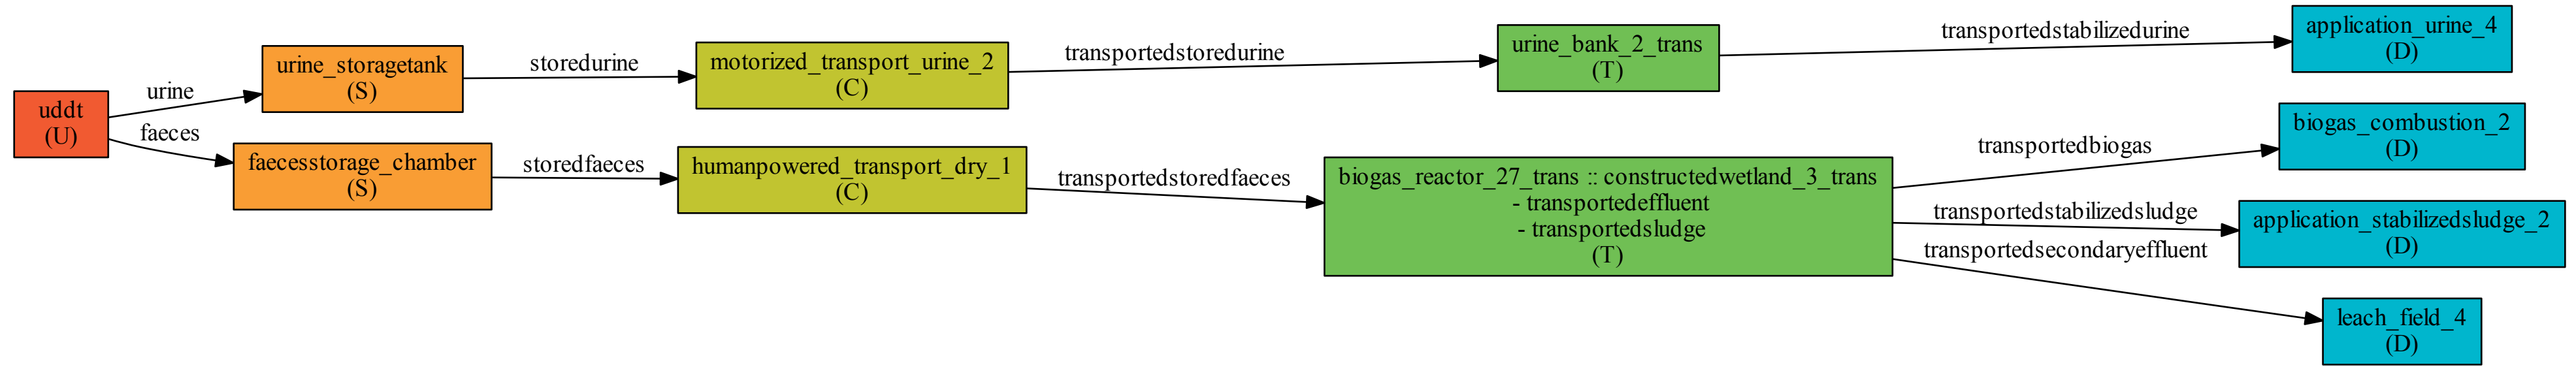 uddt
(U)
urine
faeces
urine_storagetank
(S)
faecesstorage_chamber
(S)
storedurine
storedfaeces
motorized_transport_urine_2
(C)
humanpowered_transport_dry_1
(C)
transportedstoredurine
transportedstoredfaeces
urine_bank_2_trans
(T)
biogas_reactor_27_trans :: constructedwetland_3_trans
- transportedeffluent
- transportedsludge
(T)
transportedstabilizedurine
transportedbiogas
transportedstabilizedsludge
transportedsecondaryeffluent
application_urine_4
(D)
biogas_combustion_2
(D)
application_stabilizedsludge_2
(D)
leach_field_4
(D)